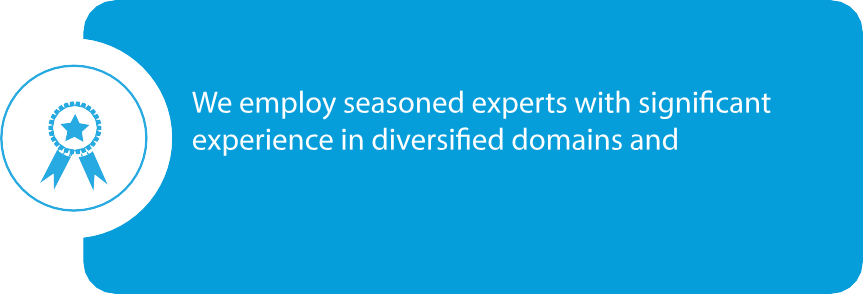 We employ seasoned experts with significant
experience in diversified domains and